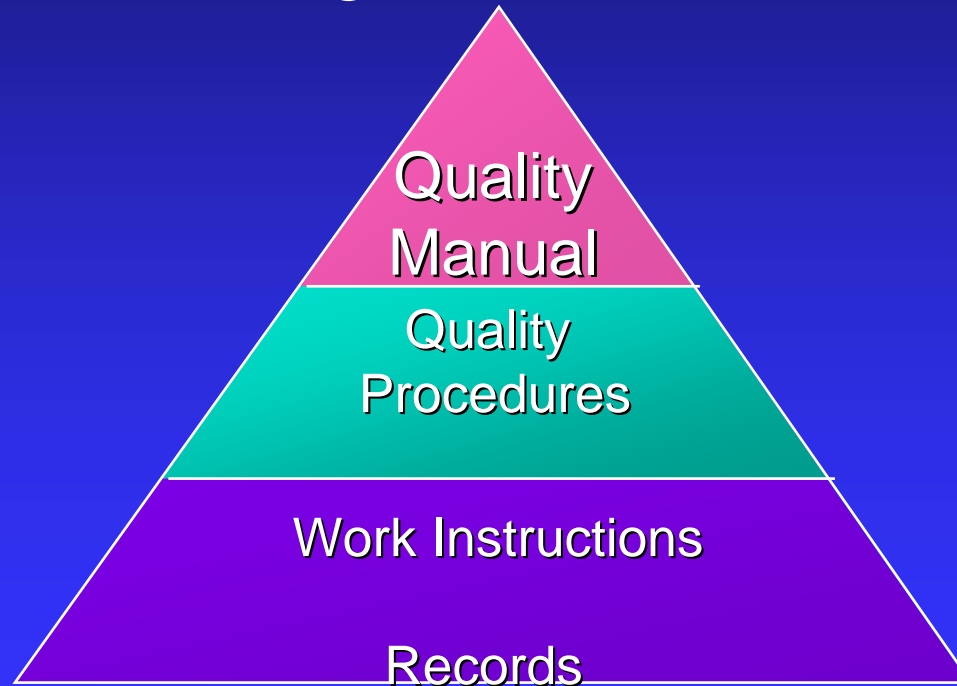 Quality
Manual
Quality
Procedures
Work Instructions
Records